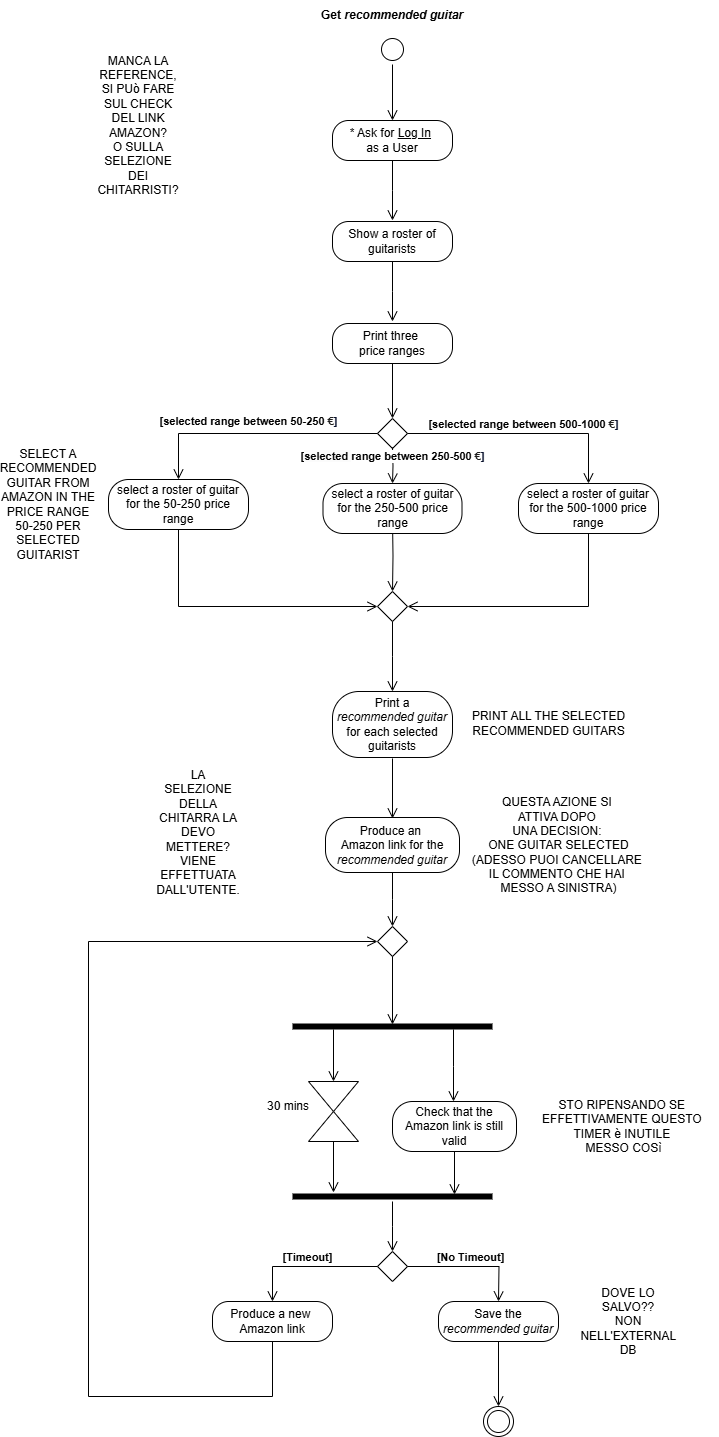 Get recommended guitar
MANCA LA
REFERENCE,
SI PUò FARE
SUL CHECK
DEL LINK
AMAZON?
O SULLA
SELEZIONE
DEI
CHITARRISTI?
* Ask for Log In
as a User
Show a roster of
guitarists
Print three
price ranges
[selected range between 50-250 €]
[selected range between 500-1000 €]
[selected range between 250-500 €]
SELECT A
RECOMMENDED
GUITAR FROM
AMAZON IN THE
PRICE RANGE
50-250 PER
SELECTED
GUITARIST
select a roster of guitar
for the 50-250 price
range
select a roster of guitar
for the 250-500 price
range
select a roster of guitar
for the 500-1000 price
range
Print a
recommended guitar
for each selected
guitarists
PRINT ALL THE SELECTED
RECOMMENDED GUITARS
LA
SELEZIONE
DELLA
CHITARRA LA
DEVO
METTERE?
VIENE
EFFETTUATA
DALL'UTENTE.
Produce an
Amazon link for the
recommended guitar
QUESTA AZIONE SI
ATTIVA DOPO
UNA DECISION:
ONE GUITAR SELECTED
(ADESSO PUOI CANCELLARE
IL COMMENTO CHE HAI
MESSO A SINISTRA)
30 mins
Check that the
Amazon link is still
valid
STO RIPENSANDO SE
EFFETTIVAMENTE QUESTO
TIMER è INUTILE
MESSO COSì
[Timeout]
[No Timeout]
Produce a new
Amazon link
Save the
recommended guitar
DOVE LO
SALVO??
NON
NELL'EXTERNAL
DB